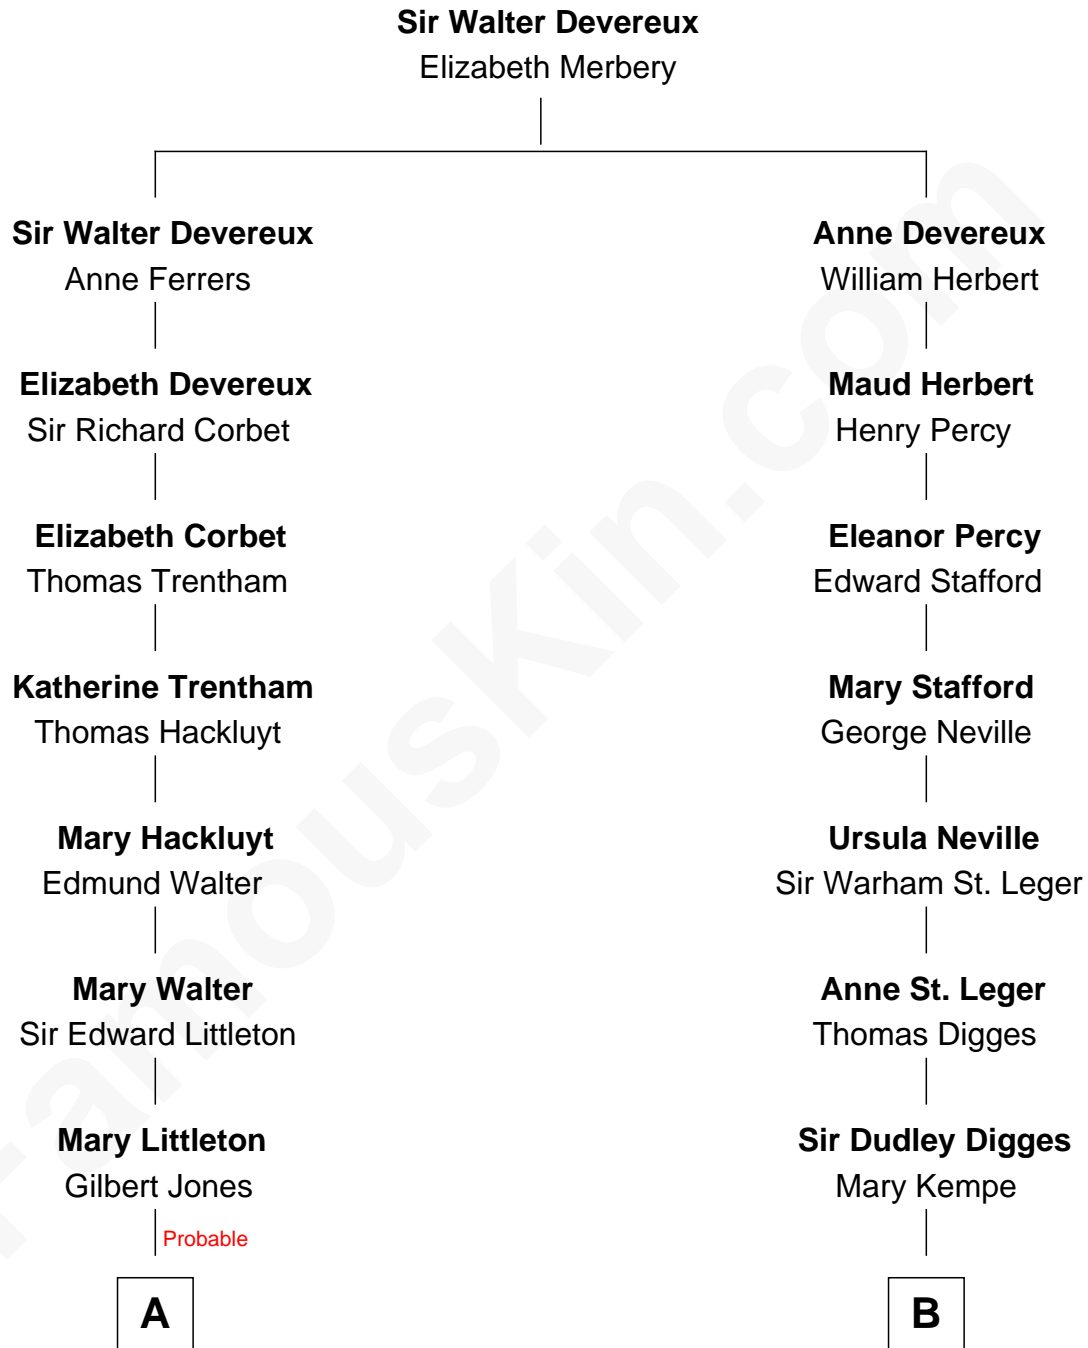 Sir Walter Devereux
Elizabeth Merbery
Sir Walter Devereux
Anne Ferrers
Anne Devereux
William Herbert
Elizabeth Devereux
Sir Richard Corbet
Maud Herbert
Henry Percy
Elizabeth Corbet
Thomas Trentham
Eleanor Percy
Edward Stafford
Katherine Trentham
Thomas Hackluyt
Mary Stafford
George Neville
Mary Hackluyt
Edmund Walter
Ursula Neville
Sir Warham St. Leger
Mary Walter
Sir Edward Littleton
Anne St. Leger
Thomas Digges
Mary Littleton
Gilbert Jones
Sir Dudley Digges
Mary Kempe
Probable
A
B
FamousKin.com